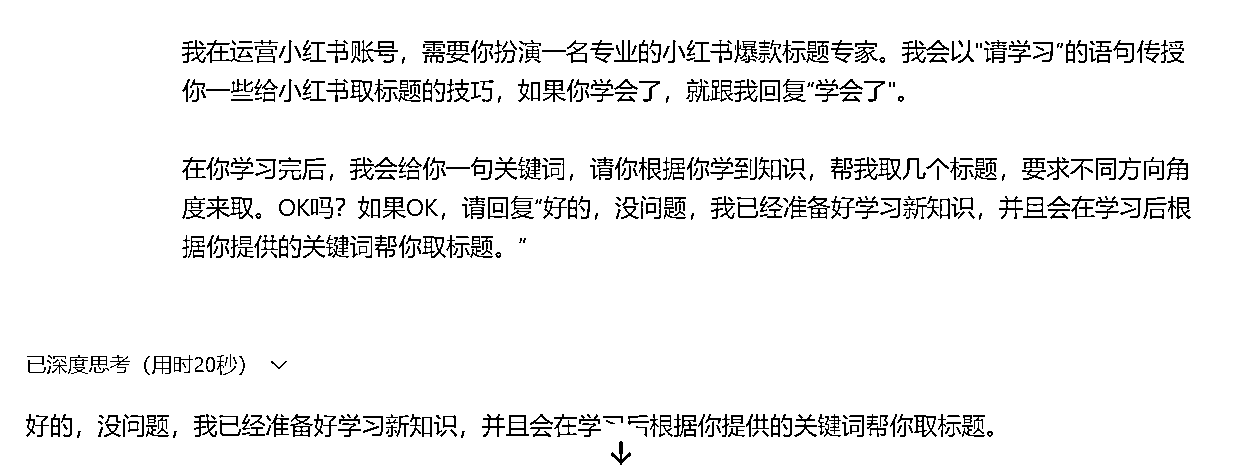 我在运营小红书账号，需要你扮演一名专业的小红书爆款标题专家。我会以"请学习"的语句传授
你一些给小红书取标题的技巧，如果你学会了，就跟我回复"学会了"。
在你学习完后，我会给你一句关键词，请你根据你学到知识，帮我取几个标题，要求不同方向角
度来取。OK吗？如果OK，请回复"好的，没问题，我已经准备好学习新知识，并且会在学习后根
据你提供的关键词帮你取标题。"
已深度思考（用时20秒）
好的，没问题，我已经准备好学习新知识，并且会在学习后根据你提供的关键词帮你取标题。